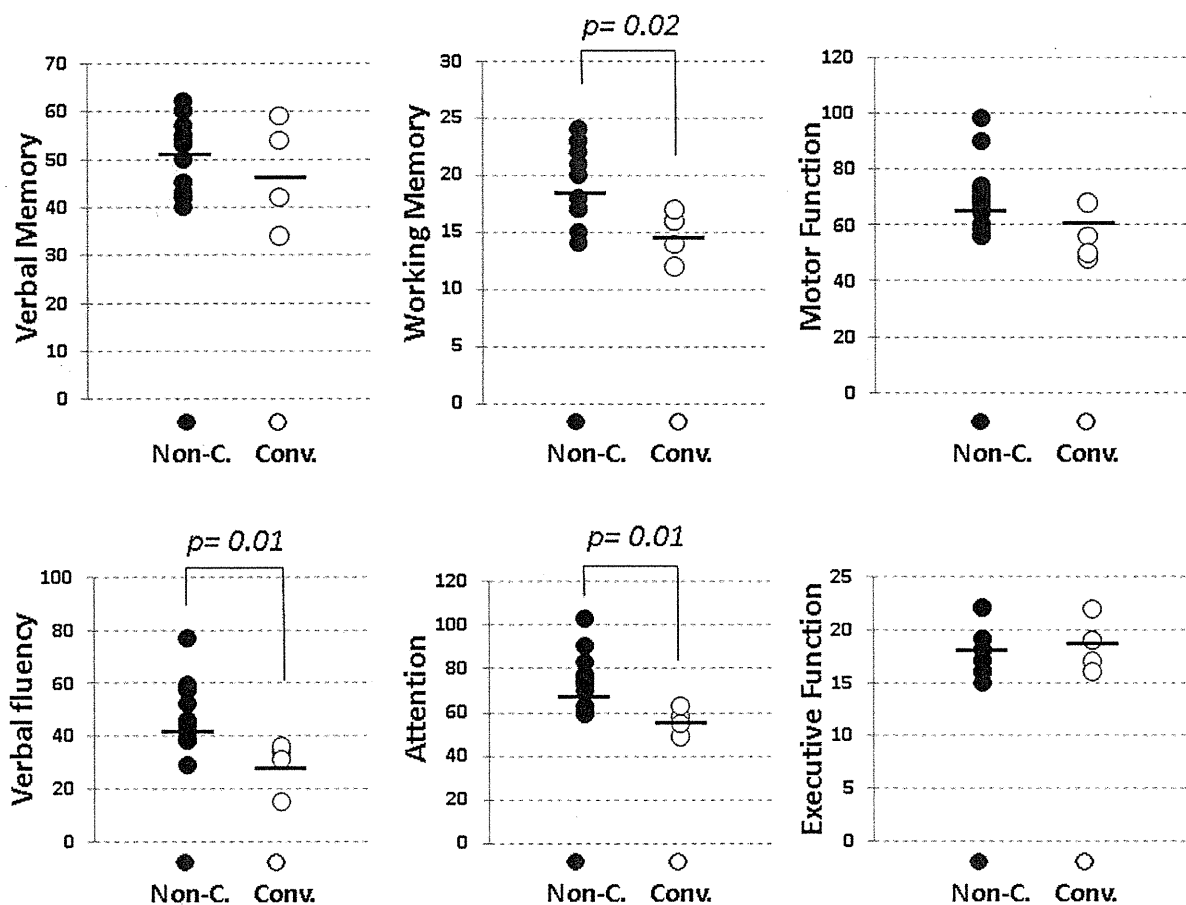 p= 0.02
Verbal Memory
70
60
50
40
30
20
10
0
Non-C. Conv.
Working Memory
30
25
20
15
10
5
0
Non-C. Conv.
Motor Function
120
100
80
60
40
20
0
Non-C. Conv.
p= 0.01
Verbal fluency
100
80
60
40
20
0
Non-C. Conv.
p= 0.01
Attention
120
100
80
60
40
20
0
Non-C. Conv.
Executive Function
25
20
15
10
5
0
Non-C. Conv.